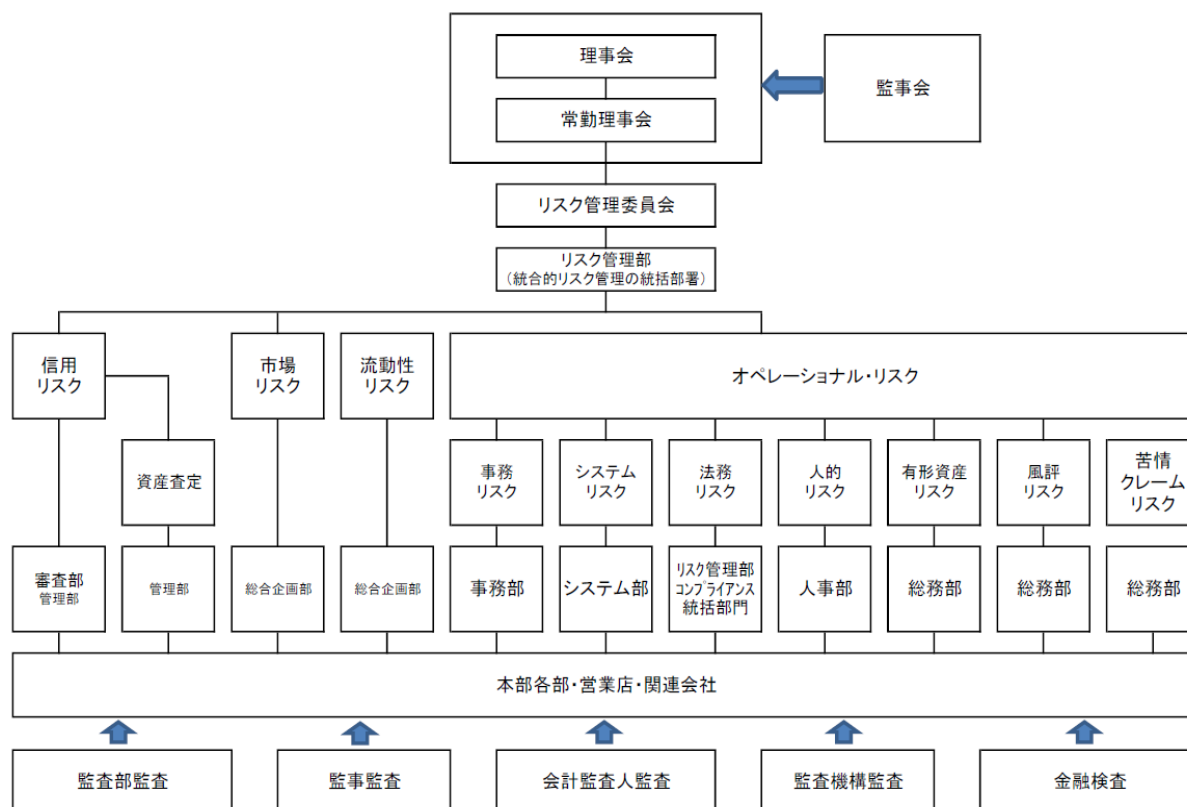 理事会
監事会
常勤理事会
リスク管理委員会
リスク管理部
（統合的リスク管理の統括部署）
信用
リスク
市場
リスク
流動性
リスク
オペレーショナル・リスク
資産査定
事務
リスク
システム
リスク
法務
リスク
人的
リスク
有形資産
リスク
風評
リスク
苦情
クレーム
リスク
審査部
管理部
管理部
総合企画部
総合企画部
事務部
システム部
リスク管理部
コンプライアンス
統括部門
人事部
総務部
総務部
総務部
本部各部・営業店・関連会社
監査部監査
監事監査
会計監査人監査
監査機構監査
金融検査